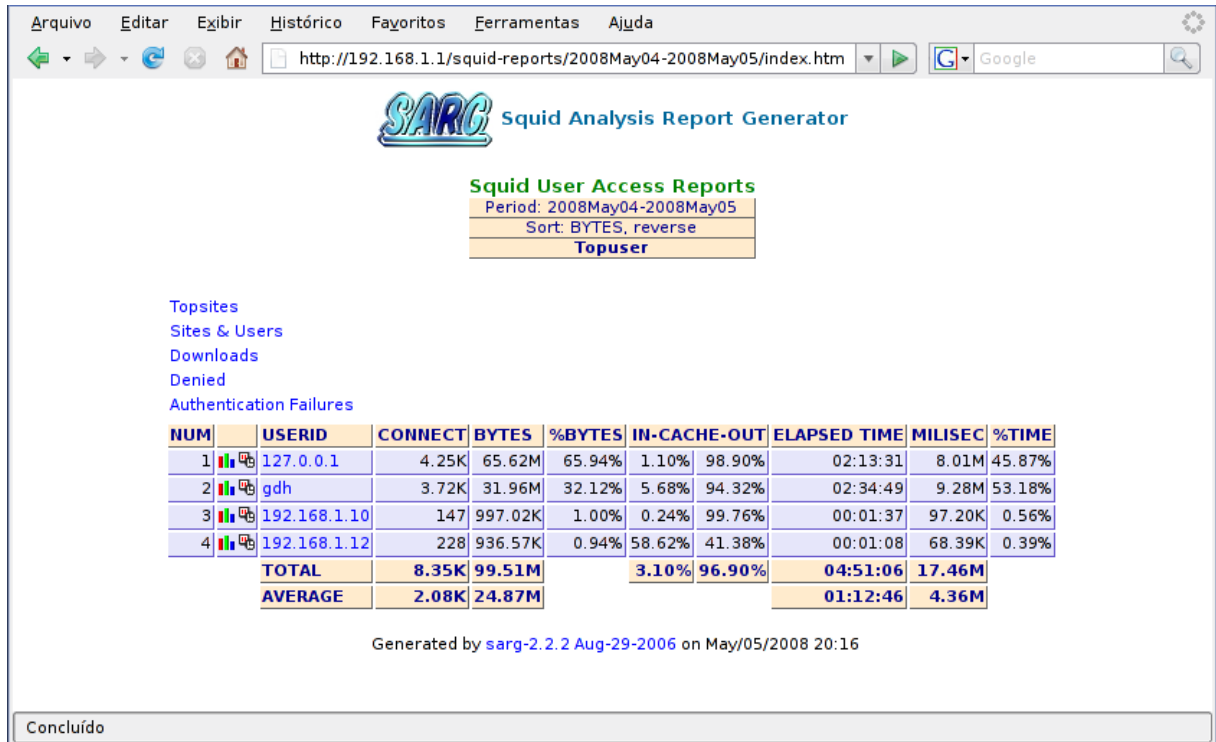 Arquivo Editar Exibir Histórico Favoritos Ferramentas Ajuda
http://192.168.1.1/squid-reports/2008May04-2008May05/index.htm G Google
SARG Squid Analysis Report Generator
Squid User Access Reports
Period: 2008May04-2008May05
Sort: BYTES, reverse
Topuser
Topsites
Sites & Users
Downloads
Denied
Authentication Failures
NUM USERID CONNECT BYTES %BYTES IN-CACHE-OUT ELAPSED TIME MILISEC %TIME
1 127.0.0.1 4.25K 65.62M 65.94% 1.10% 98.90% 02:13:31 8.01M 45.87%
2 gdh 3.72K 31.96M 32.12% 5.68% 94.32% 02:34:49 9.28M 53.18%
3 192.168.1.10 147 997.02K 1.00% 0.24% 99.76% 00:01:37 97.20K 0.56%
4 192.168.1.12 228 936.57K 0.94% 58.62% 41.38% 00:01:08 68.39K 0.39%
TOTAL 8.35K 99.51M 3.10% 96.90% 04:51:06 17.46M
AVERAGE 2.08K 24.87M 01:12:46 4.36M
Generated by sarg-2.2.2 Aug-29-2006 on May/05/2008 20:16
Concluído